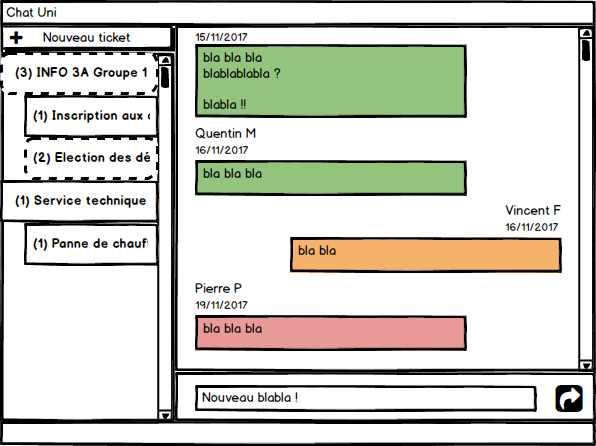 Chat Uni
Nouveau ticket
(3) INFO 3A Groupe 1
(1) Inscription aux
(2) Election des dé
(1) Service technique
(1) Panne de chauf
15/11/2017
bla bla bla
blablablabla ?
blabla !!
Quentin M
16/11/2017
bla bla bla
Vincent F
16/11/2017
bla bla
Pierre P
19/11/2017
bla bla bla
Nouveau blabla !